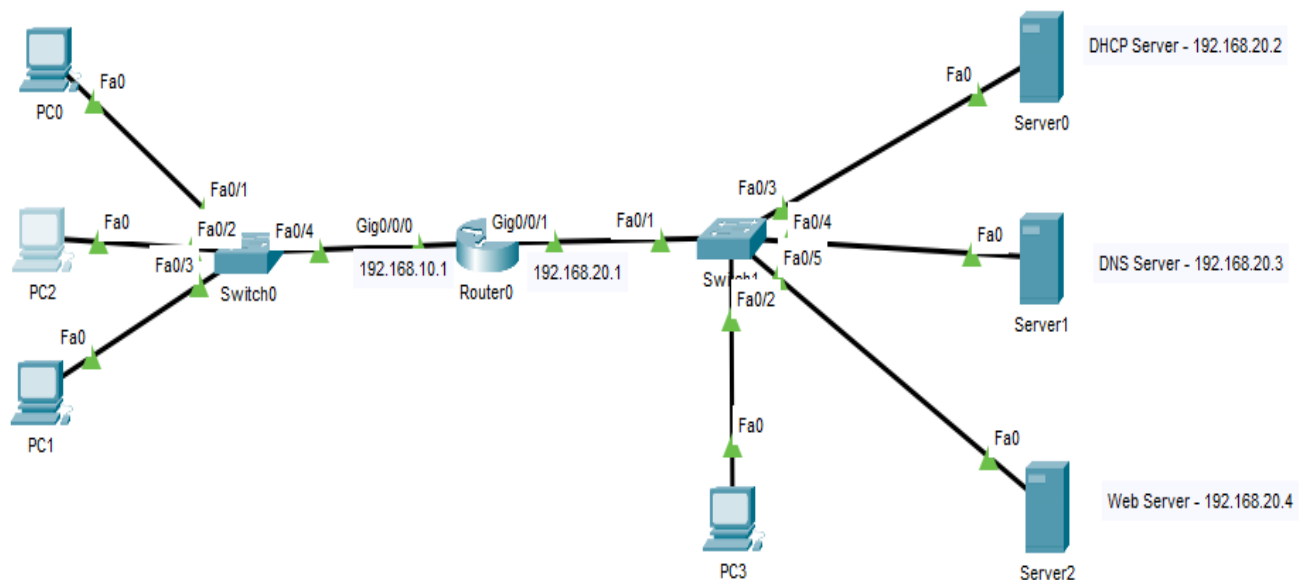 DHCP Server - 192.168.20.2
Fa0
Fa0
PC0
Server0
Fa0/1
Fa0/3
Fa0
Fa0/2
Fa0/4
Gig0/0/0
Gig0/0/1
Fa0/1
Fa0/4
Fa0
Fa0/3
Fa0/5
192.168.10.1
192.168.20.1
DNS Server - 192.168.20.3
PC2
Switch0
Router0
Switch1
Fa0/2
Server1
Fa0
PC1
Fa0
Fa0
Web Server - 192.168.20.4
PC3
Server2